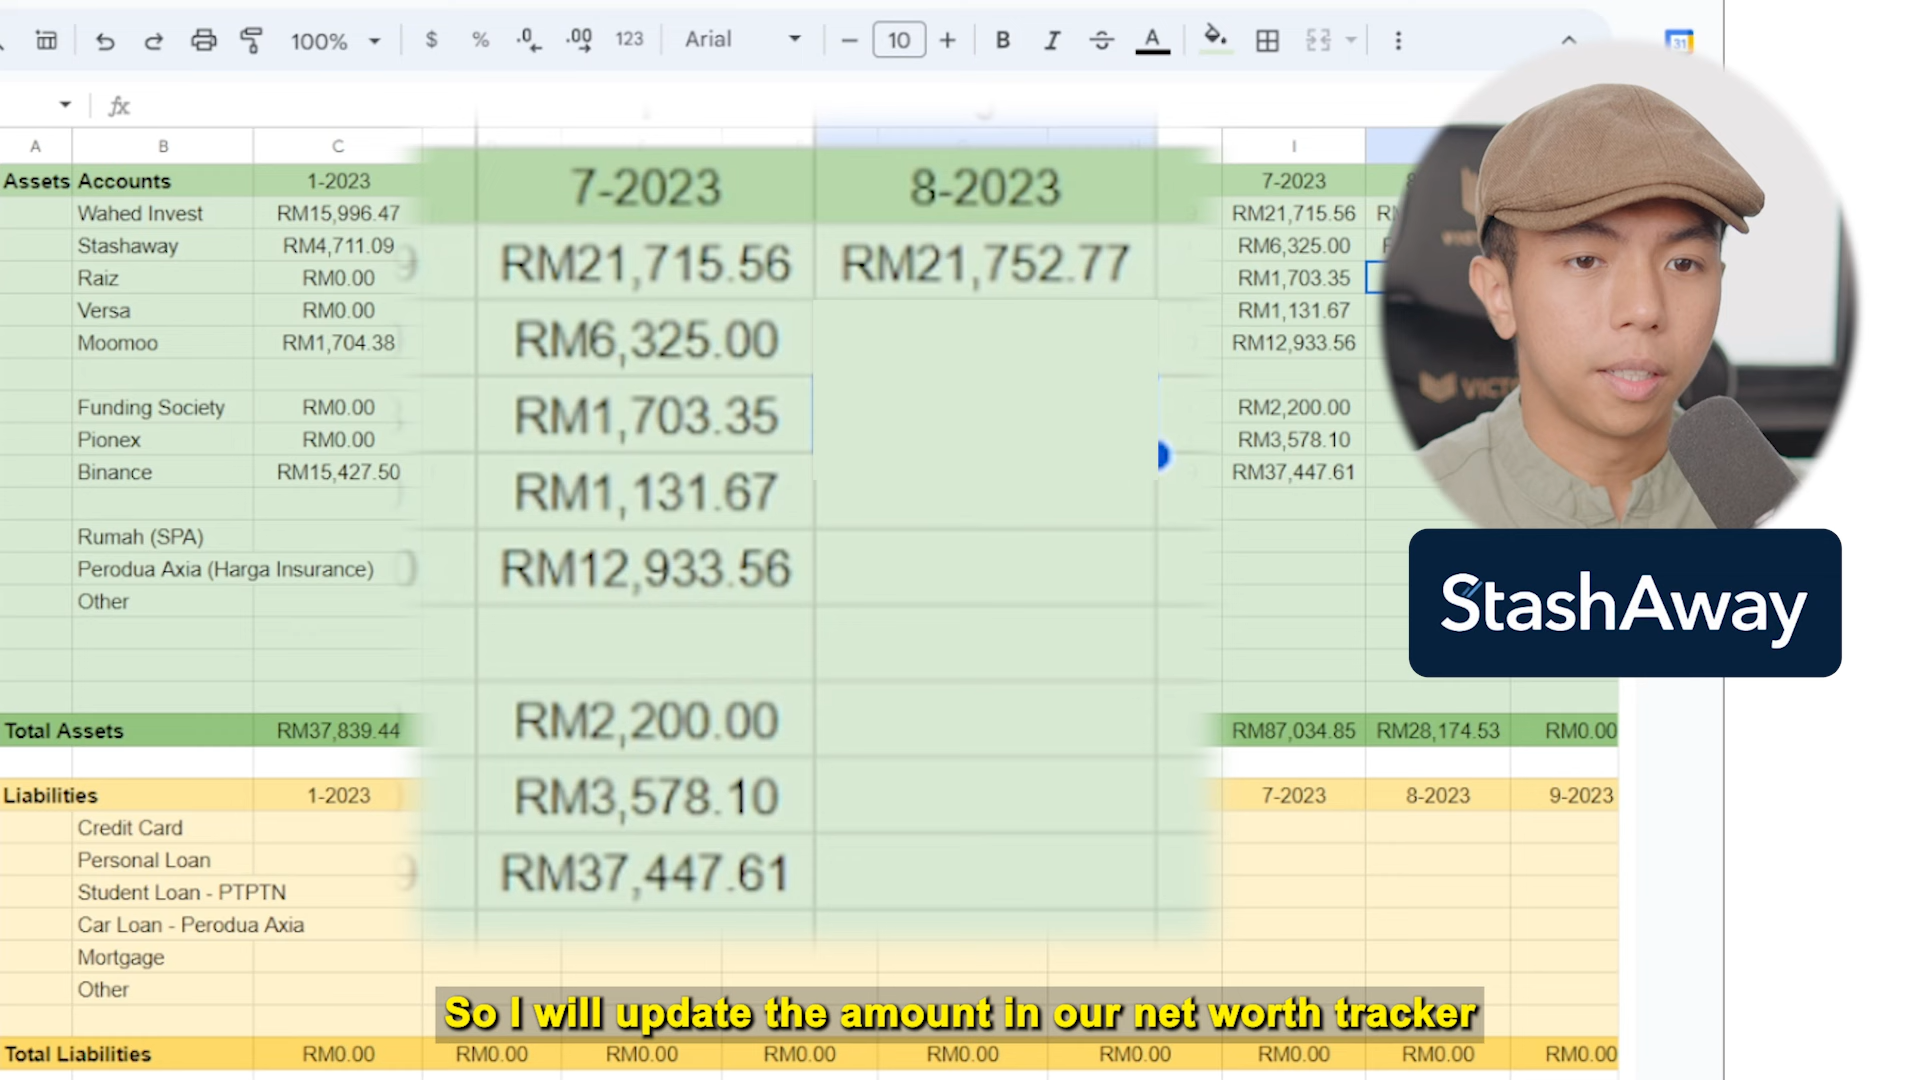 100% $ % .0 .00 123 Arial 10 B I S A 31
fx
A B C I
Assets Accounts 1-2023 7-2023 8-2023 7-2023
Wahed Invest RM15,996.47 RM21,715.56 RM21,752.77 RM21,715.56
Stashaway RM4,711.09 RM6,325.00 RM6,325.00
Raiz RM0.00 RM1,703.35 RM1,703.35
Versa RM0.00 RM1,131.67 RM1,131.67
Moomoo RM1,704.38 RM12,933.56 RM12,933.56
Funding Society RM0.00 RM2,200.00 RM2,200.00
Pionex RM0.00 RM3,578.10 RM3,578.10
Binance RM15,427.50 RM37,447.61 RM37,447.61
Rumah (SPA)
Perodua Axia (Harga Insurance)
Other
StashAway
Total Assets RM37,839.44 RM87,034.85 RM28,174.53 RM0.00
Liabilities 1-2023 7-2023 8-2023 9-2023
Credit Card
Personal Loan
Student Loan - PTPTN
Car Loan - Perodua Axia
Mortgage
Other
So I will update the amount in our net worth tracker
Total Liabilities RM0.00 RM0.00 RM0.00 RM0.00 RM0.00 RM0.00 RM0.00 RM0.00 RM0.00